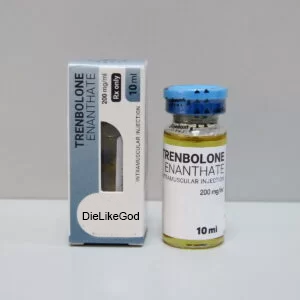 TRENBOLONE
ENANTHATE
200 mg/ml
Rx only
10 ml
INTRAMUSCULAR INJECTION
DieLikeGod
TRENBOLONE
ENANTHATE
INTRAMUSCULAR INJECTION
200 mg/ml
10 ml